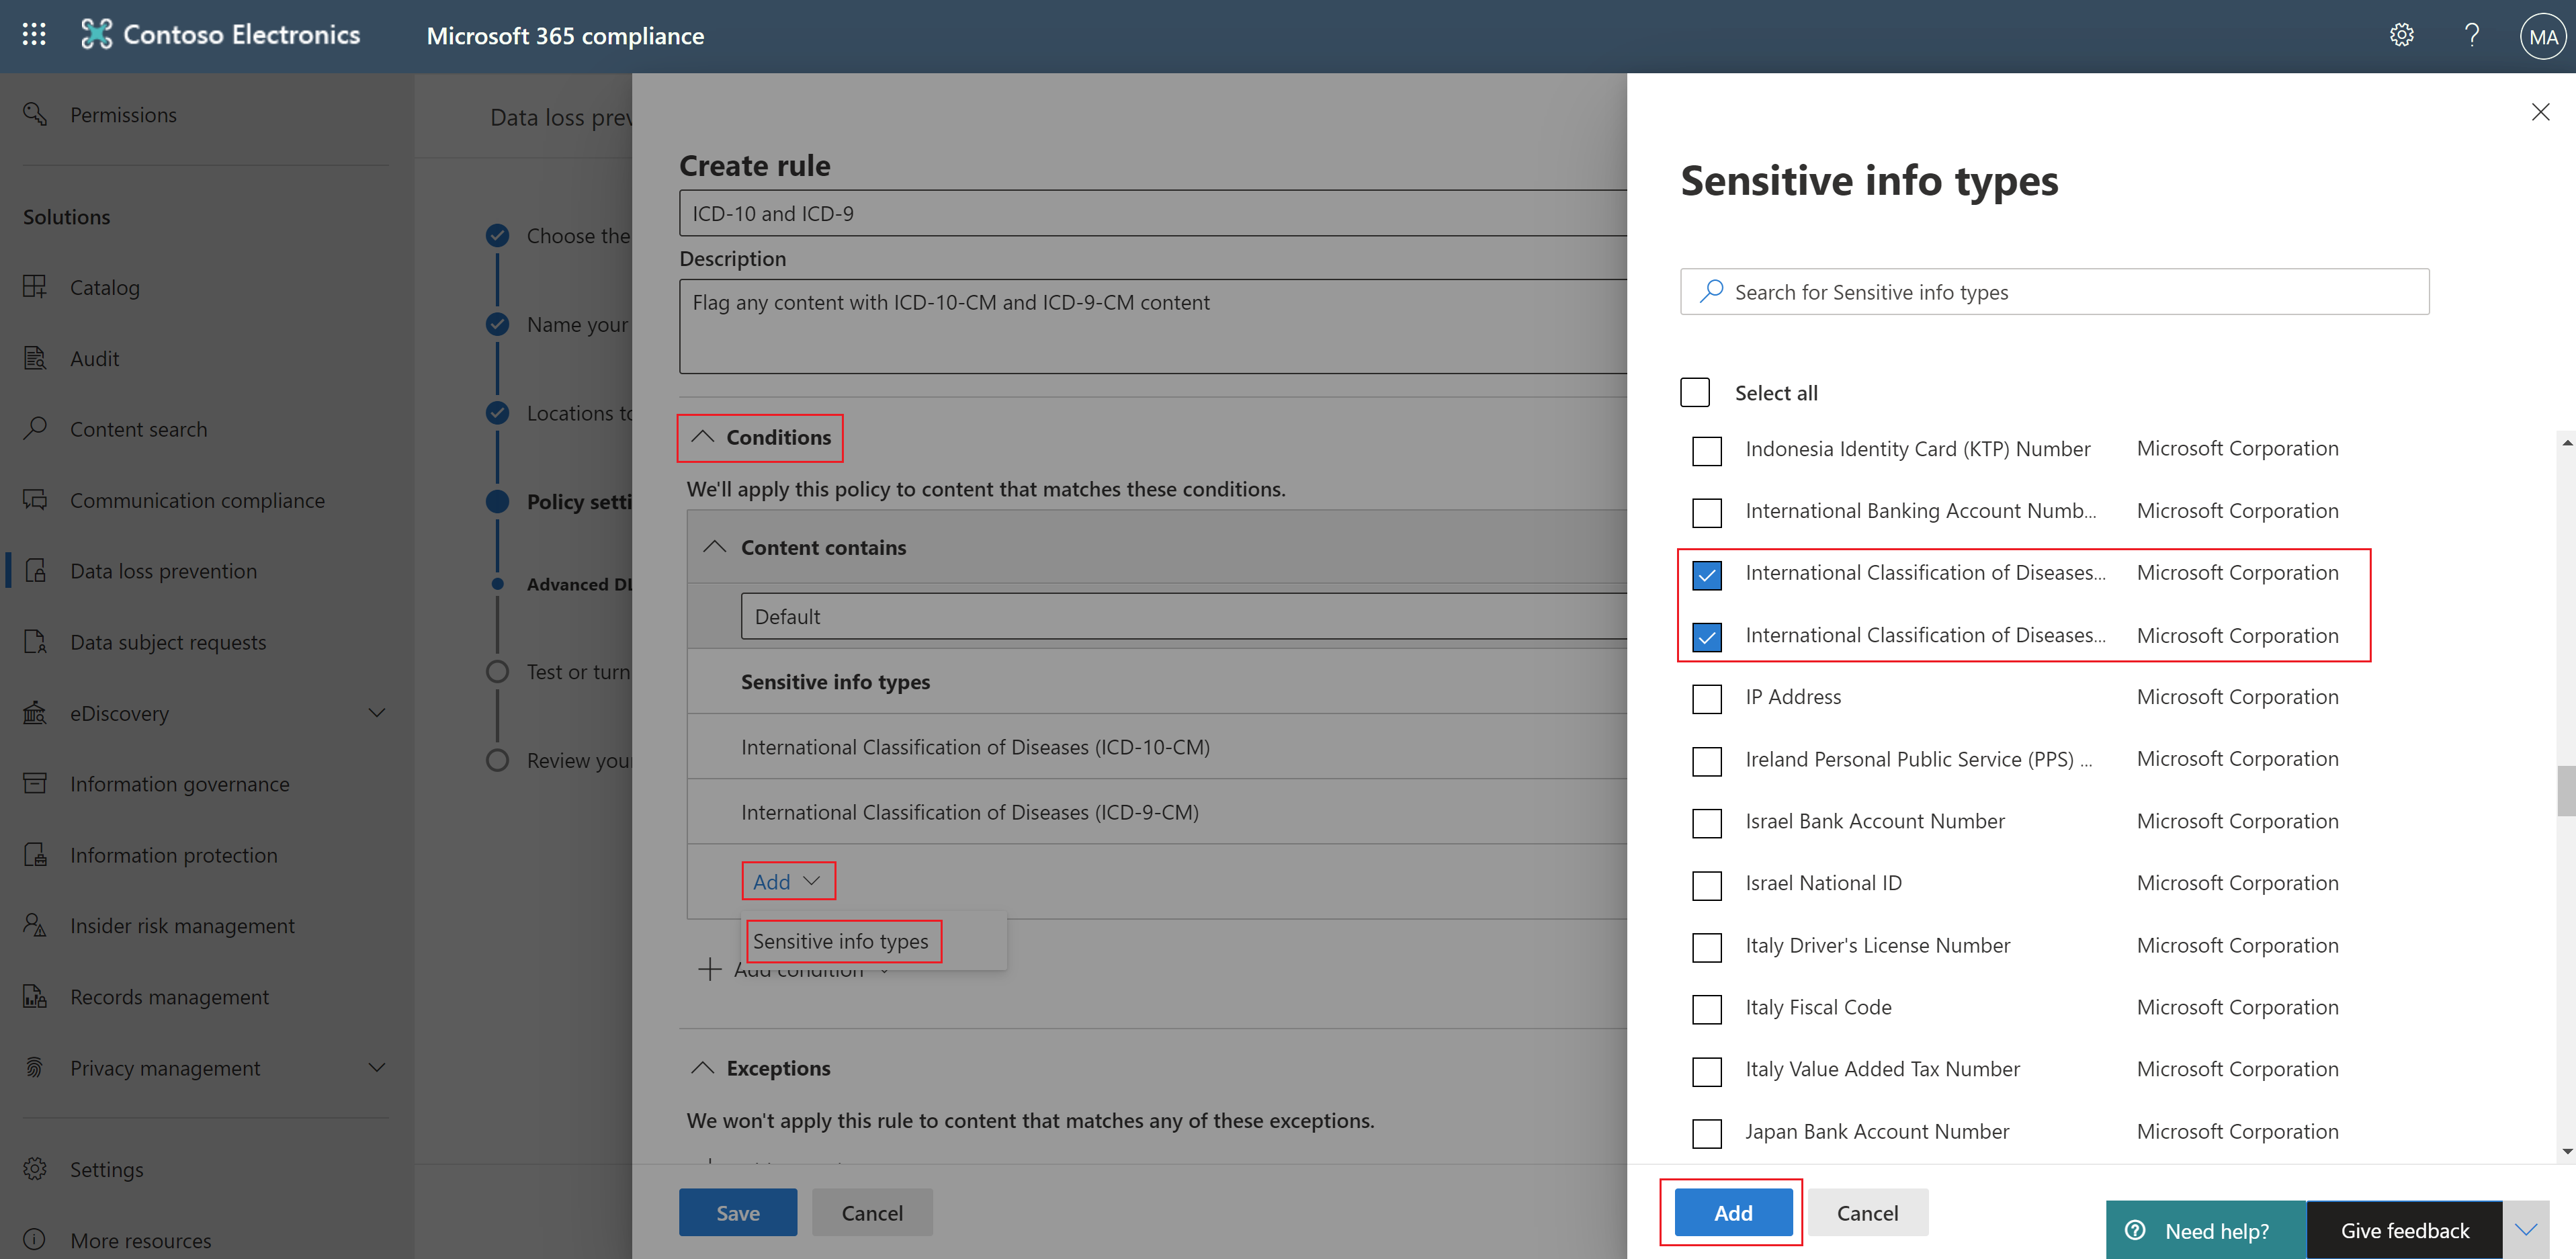 Contoso Electronics
Microsoft 365 compliance
MA
Permissions
Solutions
Catalog
Audit
Content search
Communication compliance
Data loss prevention
Data subject requests
eDiscovery
Information governance
Information protection
Insider risk management
Records management
Privacy management
Settings
More resources
Data loss prev
Choose the
Name your
Locations to
Policy setti
Advanced DL
Test or turn
Review your
Create rule
ICD-10 and ICD-9
Description
Flag any content with ICD-10-CM and ICD-9-CM content
Conditions
We'll apply this policy to content that matches these conditions.
Content contains
Default
Sensitive info types
International Classification of Diseases (ICD-10-CM)
International Classification of Diseases (ICD-9-CM)
Add
Sensitive info types
Add condition
Exceptions
We won't apply this rule to content that matches any of these exceptions.
Save
Cancel
Sensitive info types
Search for Sensitive info types
Select all
Indonesia Identity Card (KTP) Number Microsoft Corporation
International Banking Account Numb... Microsoft Corporation
International Classification of Diseases... Microsoft Corporation
International Classification of Diseases... Microsoft Corporation
IP Address Microsoft Corporation
Ireland Personal Public Service (PPS) ... Microsoft Corporation
Israel Bank Account Number Microsoft Corporation
Israel National ID Microsoft Corporation
Italy Driver's License Number Microsoft Corporation
Italy Fiscal Code Microsoft Corporation
Italy Value Added Tax Number Microsoft Corporation
Japan Bank Account Number Microsoft Corporation
Add
Cancel
Need help?
Give feedback